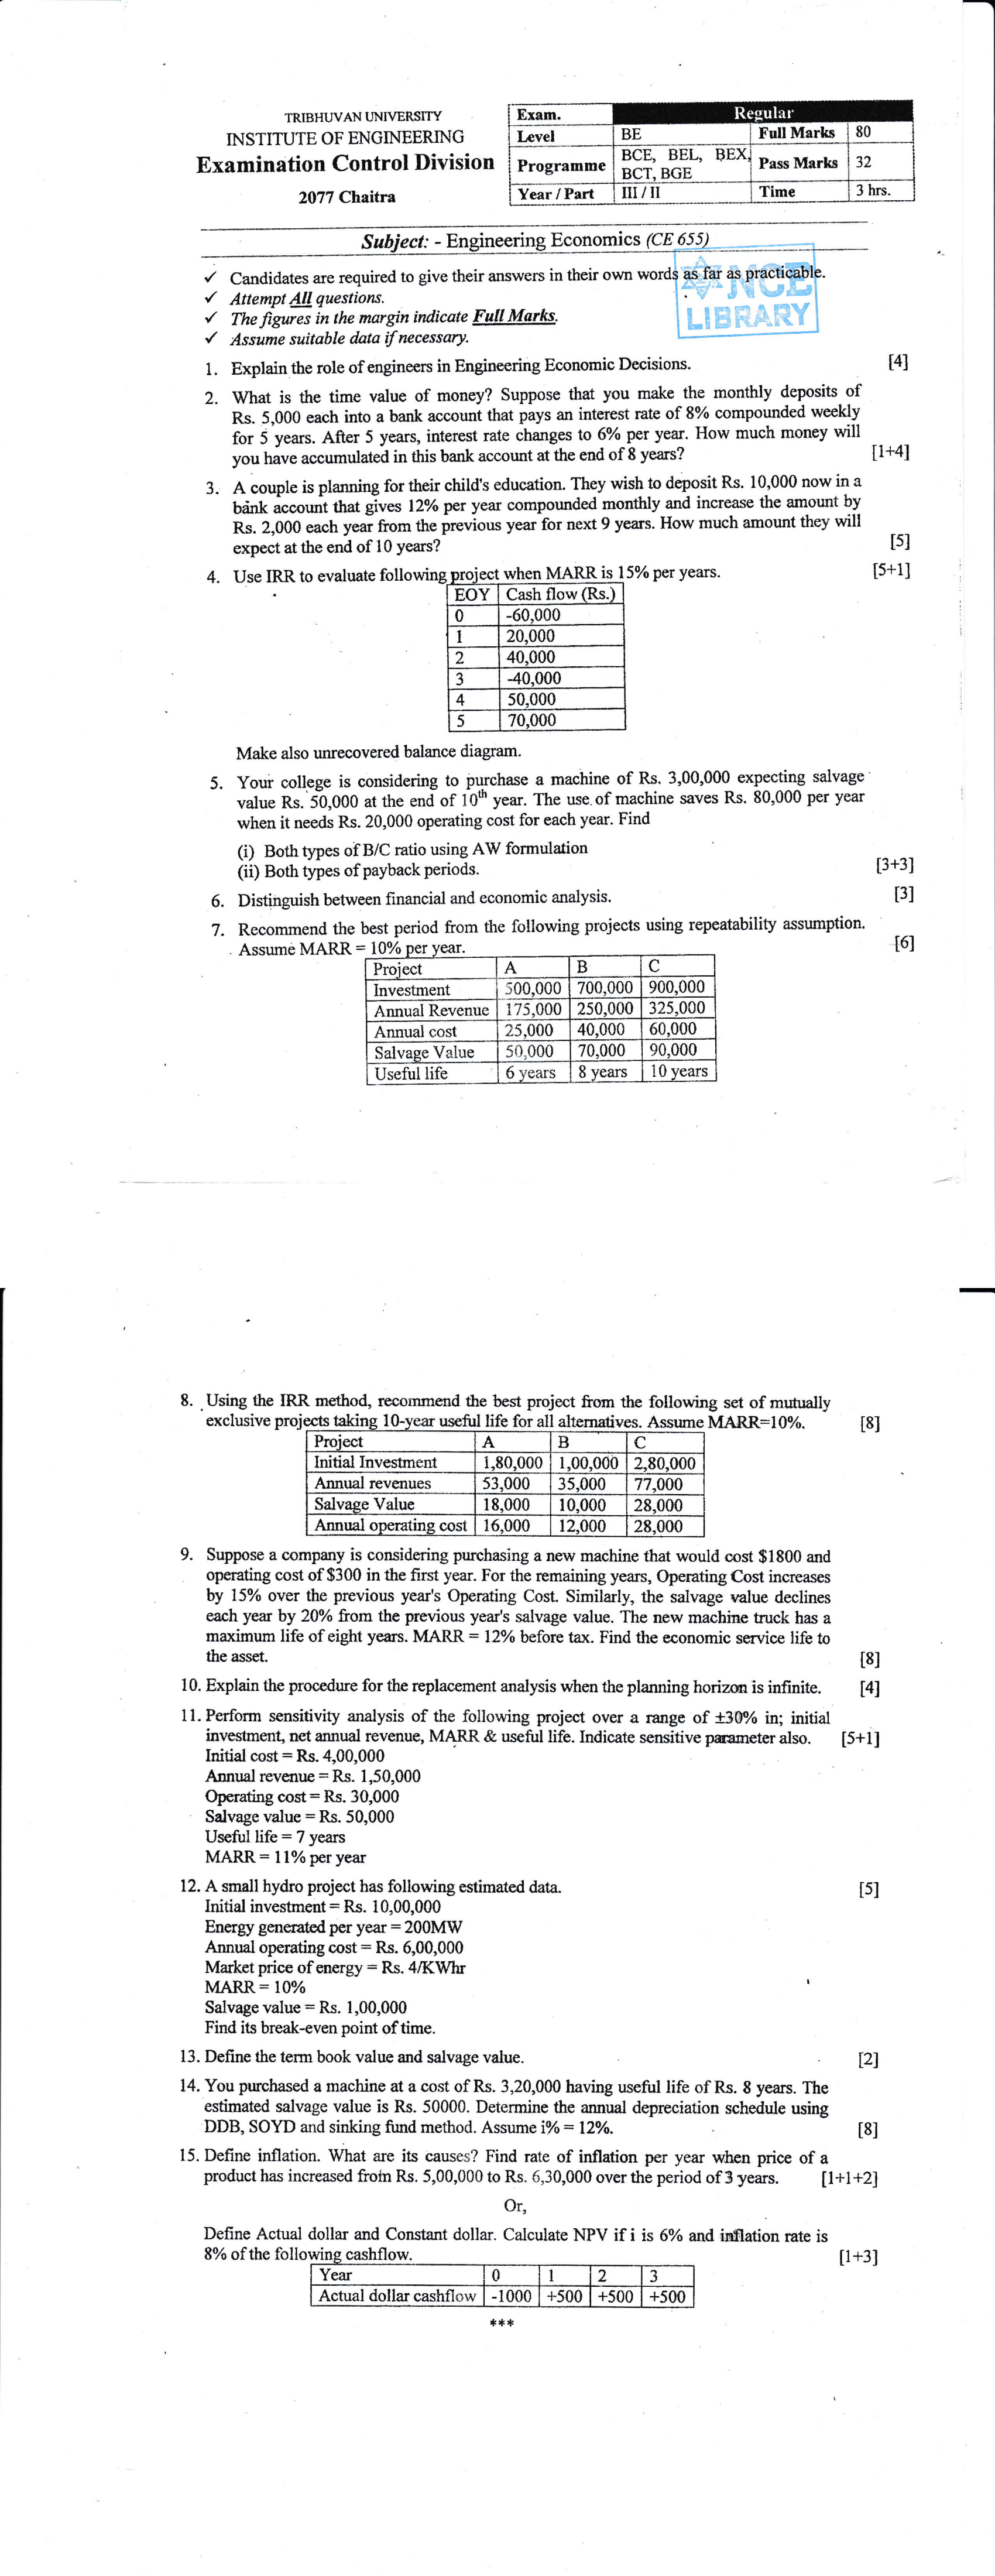 TRIBHUVAN UNIVERSITY
INSTITUTE OF ENGINEERING
Examination Control Division
2077 Chaitra
Exam. Regular
Level BE Full Marks 80
Programme BCE, BEL, BEX, BCT, BGE Pass Marks 32
Year / Part III / II Time 3 hrs.
Subject: - Engineering Economics (CE 655)
✓ Candidates are required to give their answers in their own words as far as practicable.
✓ Attempt All questions.
✓ The figures in the margin indicate Full Marks.
✓ Assume suitable data if necessary.
NCE
LIBRARY
1. Explain the role of engineers in Engineering Economic Decisions. [4]
2. What is the time value of money? Suppose that you make the monthly deposits of
Rs. 5,000 each into a bank account that pays an interest rate of 8% compounded weekly
for 5 years. After 5 years, interest rate changes to 6% per year. How much money will
you have accumulated in this bank account at the end of 8 years? [1+4]
3. A couple is planning for their child's education. They wish to deposit Rs. 10,000 now in a
bank account that gives 12% per year compounded monthly and increase the amount by
Rs. 2,000 each year from the previous year for next 9 years. How much amount they will
expect at the end of 10 years? [5]
4. Use IRR to evaluate following project when MARR is 15% per years. [5+1]
EOY Cash flow (Rs.)
0 -60,000
1 20,000
2 40,000
3 -40,000
4 50,000
5 70,000
Make also unrecovered balance diagram.
5. Your college is considering to purchase a machine of Rs. 3,00,000 expecting salvage
value Rs. 50,000 at the end of 10th year. The use of machine saves Rs. 80,000 per year
when it needs Rs. 20,000 operating cost for each year. Find
(i) Both types of B/C ratio using AW formulation
(ii) Both types of payback periods. [3+3]
6. Distinguish between financial and economic analysis. [3]
7. Recommend the best period from the following projects using repeatability assumption.
Assume MARR = 10% per year. [6]
Project A B C
Investment 500,000 700,000 900,000
Annual Revenue 175,000 250,000 325,000
Annual cost 25,000 40,000 60,000
Salvage Value 50,000 70,000 90,000
Useful life 6 years 8 years 10 years
8. Using the IRR method, recommend the best project from the following set of mutually
exclusive projects taking 10-year useful life for all alternatives. Assume MARR=10%. [8]
Project A B C
Initial Investment 1,80,000 1,00,000 2,80,000
Annual revenues 53,000 35,000 77,000
Salvage Value 18,000 10,000 28,000
Annual operating cost 16,000 12,000 28,000
9. Suppose a company is considering purchasing a new machine that would cost $1800 and
operating cost of $300 in the first year. For the remaining years, Operating Cost increases
by 15% over the previous year's Operating Cost. Similarly, the salvage value declines
each year by 20% from the previous year's salvage value. The new machine truck has a
maximum life of eight years. MARR = 12% before tax. Find the economic service life to
the asset. [8]
10. Explain the procedure for the replacement analysis when the planning horizon is infinite. [4]
11. Perform sensitivity analysis of the following project over a range of ±30% in; initial
investment, net annual revenue, MARR & useful life. Indicate sensitive parameter also. [5+1]
Initial cost = Rs. 4,00,000
Annual revenue = Rs. 1,50,000
Operating cost = Rs. 30,000
Salvage value = Rs. 50,000
Useful life = 7 years
MARR = 11% per year
12. A small hydro project has following estimated data. [5]
Initial investment = Rs. 10,00,000
Energy generated per year = 200MW
Annual operating cost = Rs. 6,00,000
Market price of energy = Rs. 4/KWhr
MARR = 10%
Salvage value = Rs. 1,00,000
Find its break-even point of time.
13. Define the term book value and salvage value. [2]
14. You purchased a machine at a cost of Rs. 3,20,000 having useful life of Rs. 8 years. The
estimated salvage value is Rs. 50000. Determine the annual depreciation schedule using
DDB, SOYD and sinking fund method. Assume i% = 12%. [8]
15. Define inflation. What are its causes? Find rate of inflation per year when price of a
product has increased from Rs. 5,00,000 to Rs. 6,30,000 over the period of 3 years. [1+1+2]
Or,
Define Actual dollar and Constant dollar. Calculate NPV if i is 6% and inflation rate is
8% of the following cashflow. [1+3]
Year 0 1 2 3
Actual dollar cashflow -1000 +500 +500 +500
***